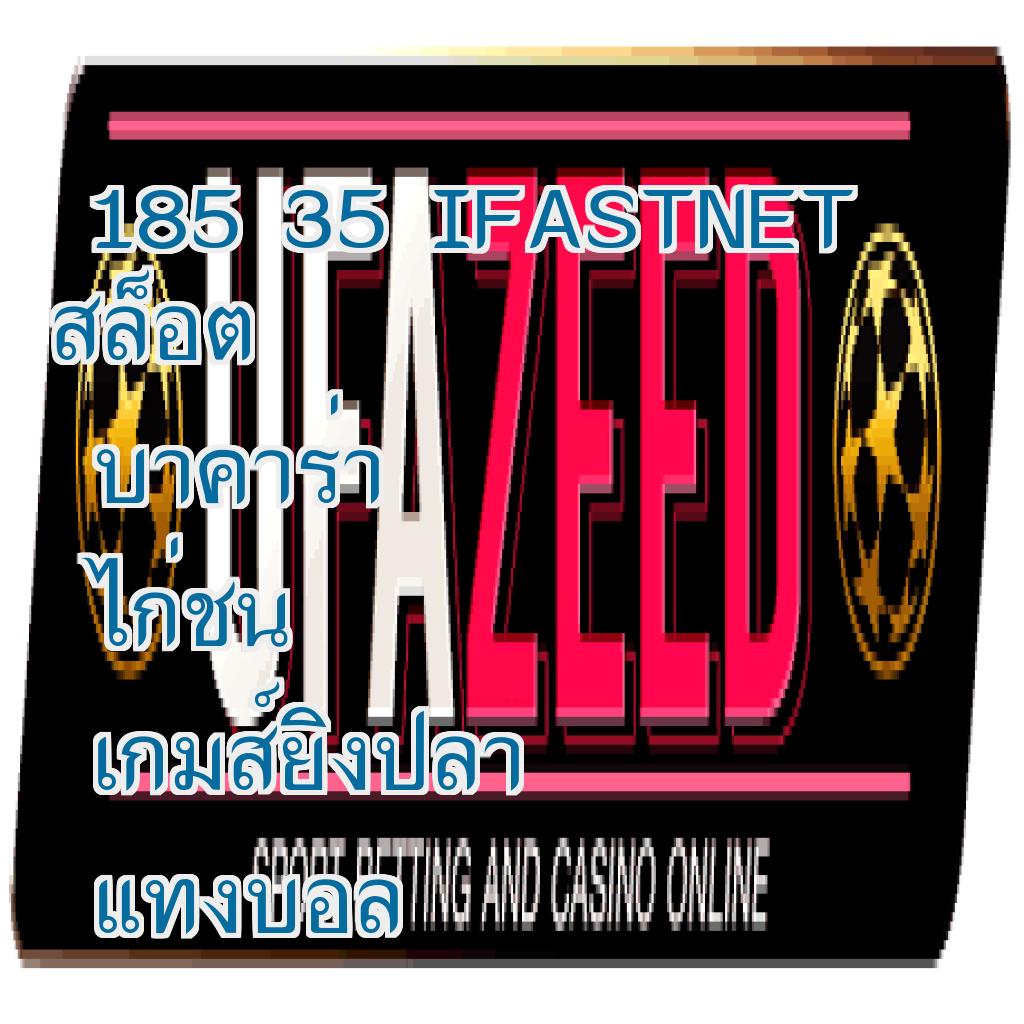 185 35 IFASTNET
สล็อต
UFAZEED
บาคาร่า
ไก่ชน
เกมส์ยิงปลา
SPORT BETTING AND CASINO ONLINE
แทงบอล